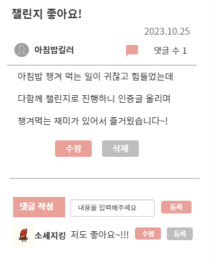 챌린지 좋아요!
2023.10.25
아침밥킬러 댓글 수 1
아침밥 챙겨 먹는 일이 귀찮고 힘들었는데
다함께 챌린지로 진행하니 인증글 올리며
챙겨먹는 재미가 있어서 즐거웠습니다~!
수정 삭제
댓글 작성 내용을 입력해주세요 등록
소세지킹 저도 좋아요~!!! 수정 등록